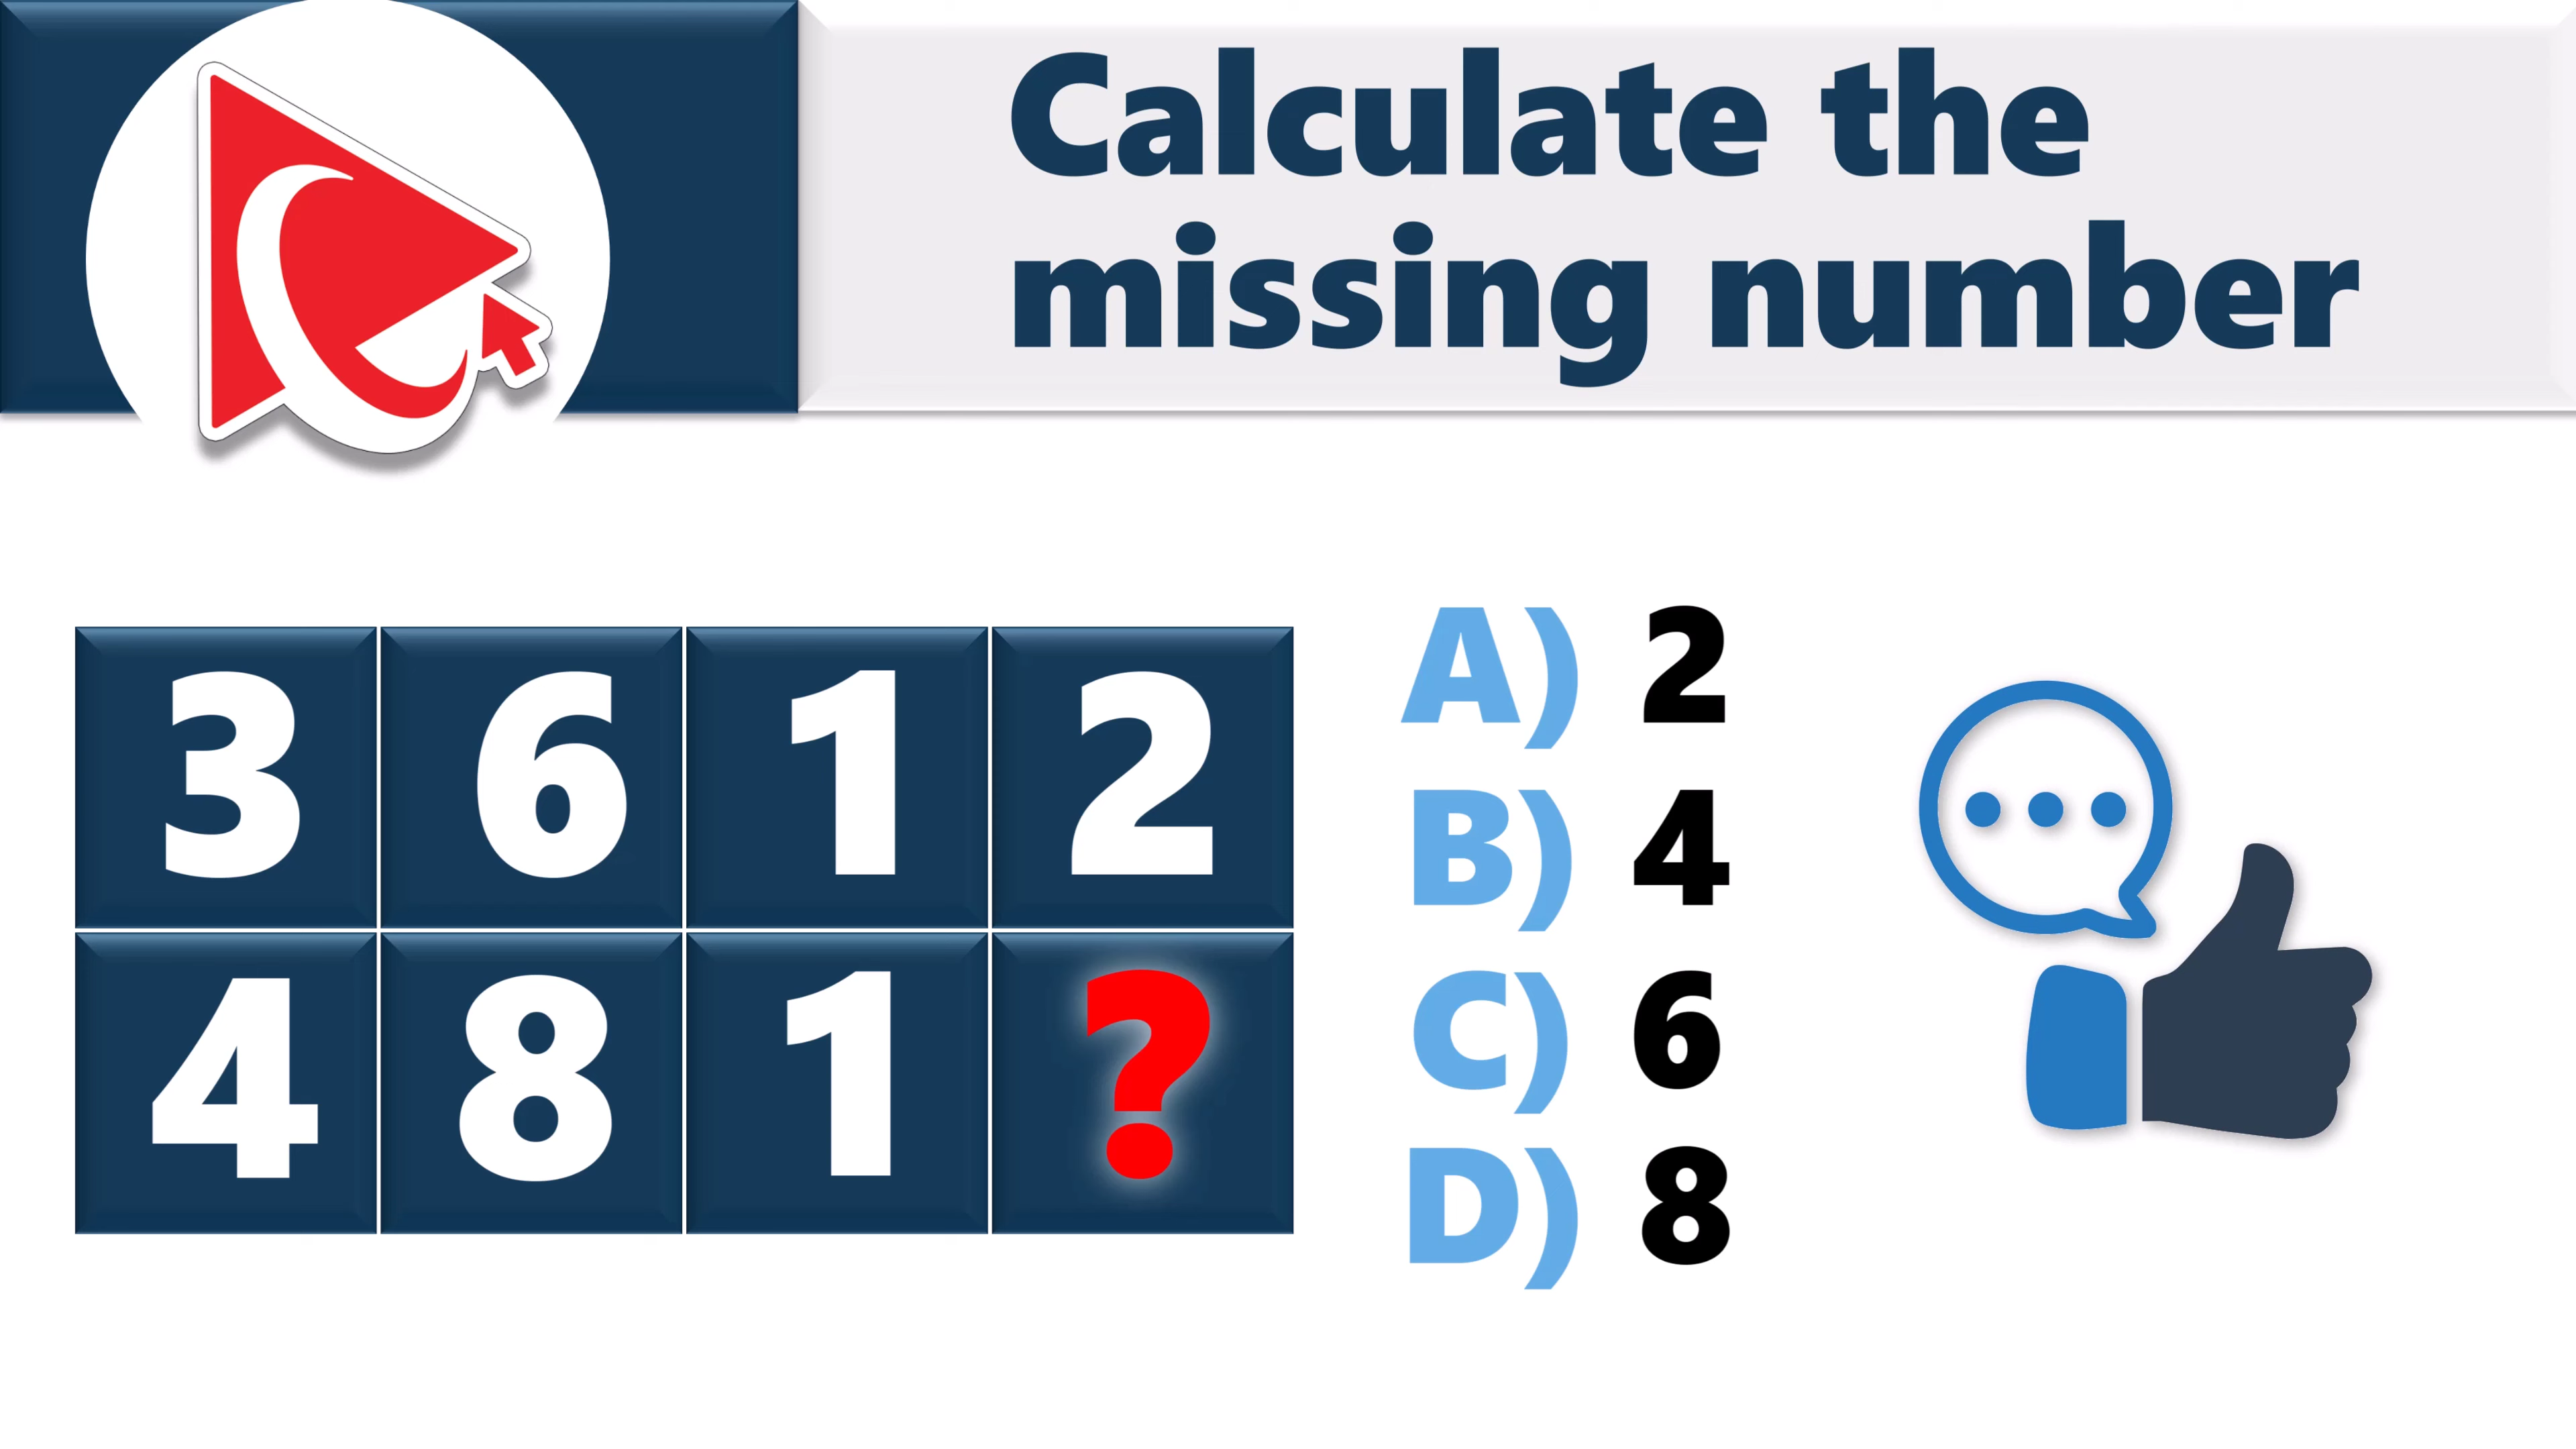 Calculate the
missing number
3 6 1 2
4 8 1 ?
A) 2
B) 4
C) 6
D) 8